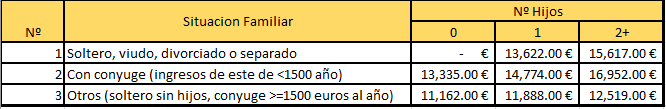 Nº Situacion Familiar Nº Hijos
0 1 2+
1 Soltero, viudo, divorciado o separado - € 13,622.00 € 15,617.00 €
2 Con conyuge (ingresos de este de <1500 año) 13,335.00 € 14,774.00 € 16,952.00 €
3 Otros (soltero sin hijos, conyuge >=1500 euros al año) 11,162.00 € 11,888.00 € 12,519.00 €